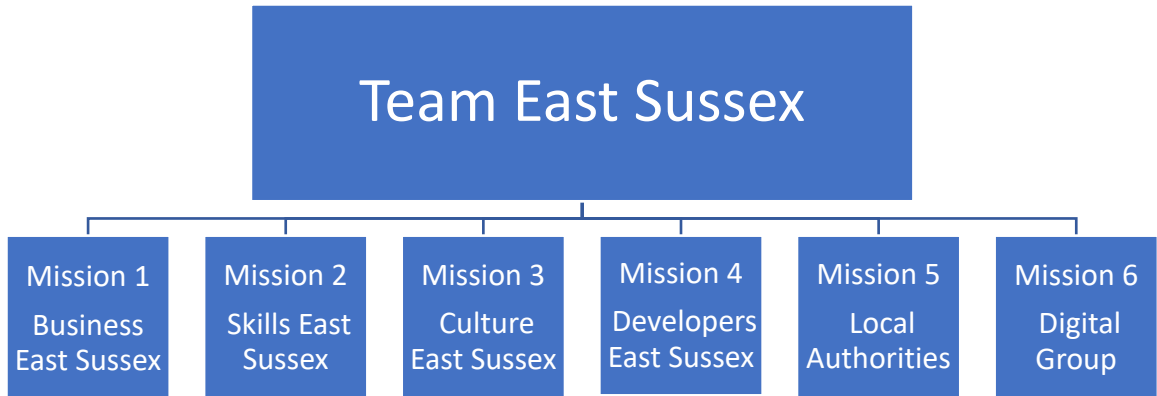 Team East Sussex
Mission 1
Business
East Sussex
Mission 2
Skills East
Sussex
Mission 3
Culture
East Sussex
Mission 4
Developers
East Sussex
Mission 5
Local
Authorities
Mission 6
Digital
Group